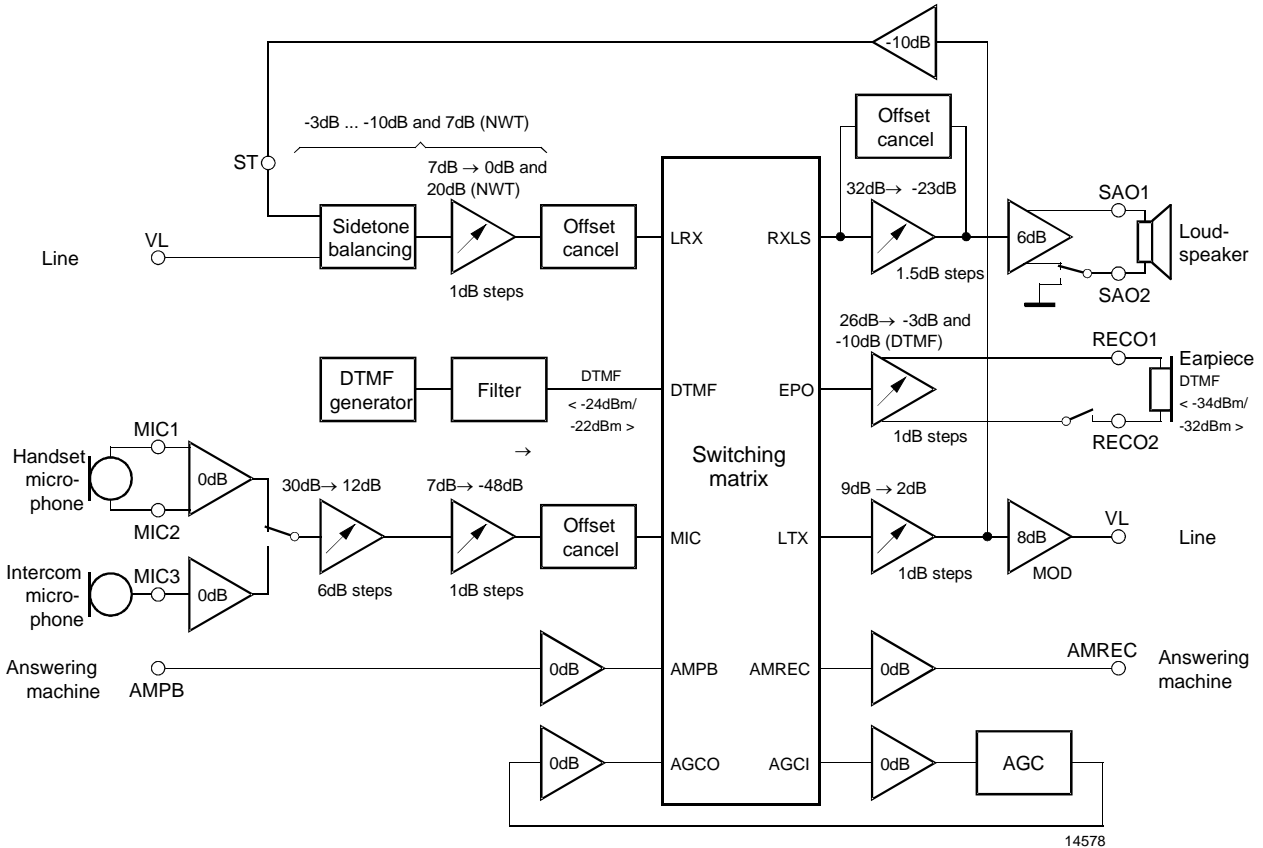 -10dB
-3dB ... -10dB and 7dB (NWT)
Offset
cancel
ST
7dB → 0dB and
20dB (NWT)
32dB→ -23dB
SAO1
Line
VL
Sidetone
balancing
Offset
cancel
LRX
RXLS
6dB
Loud-
speaker
1dB steps
1.5dB steps
SAO2
26dB→ -3dB and
-10dB (DTMF)
RECO1
DTMF
generator
Filter
DTMF
< -24dBm/
-22dBm >
→
DTMF
EPO
Earpiece
DTMF
< -34dBm/
-32dBm >
1dB steps
RECO2
MIC1
Handset
micro-
phone
MIC2
0dB
Switching
matrix
30dB→ 12dB
7dB→ -48dB
9dB→ 2dB
Offset
cancel
MIC
LTX
8dB
VL
Line
MOD
6dB steps
1dB steps
1dB steps
Intercom
micro-
phone
MIC3
0dB
Answering
machine
AMPB
0dB
AMPB
AMREC
0dB
AMREC
Answering
machine
0dB
AGCO
AGCI
0dB
AGC
14578